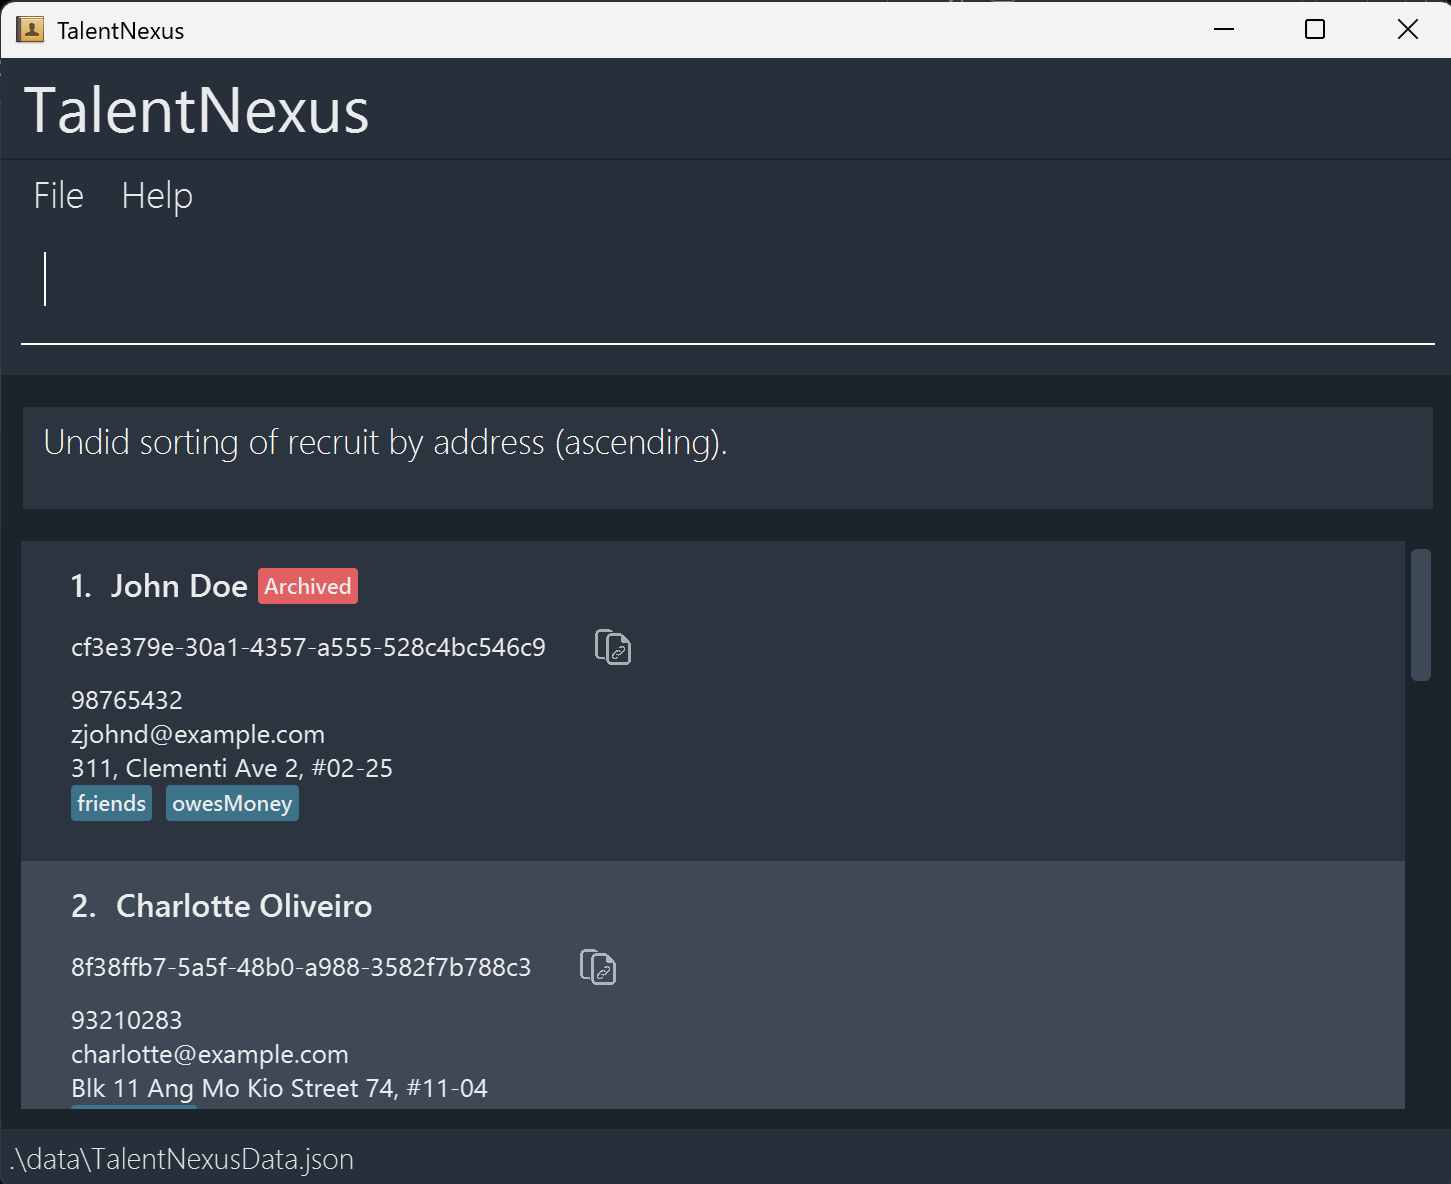 TalentNexus
TalentNexus
File Help
Undid sorting of recruit by address (ascending).
1. John Doe Archived
cf3e379e-30a1-4357-a555-528c4bc546c9
98765432
zjohnd@example.com
311, Clementi Ave 2, #02-25
friends owesMoney
2. Charlotte Oliveiro
8f38ffb7-5a5f-48b0-a988-3582f7b788c3
93210283
charlotte@example.com
Blk 11 Ang Mo Kio Street 74, #11-04
.\data\TalentNexusData.json